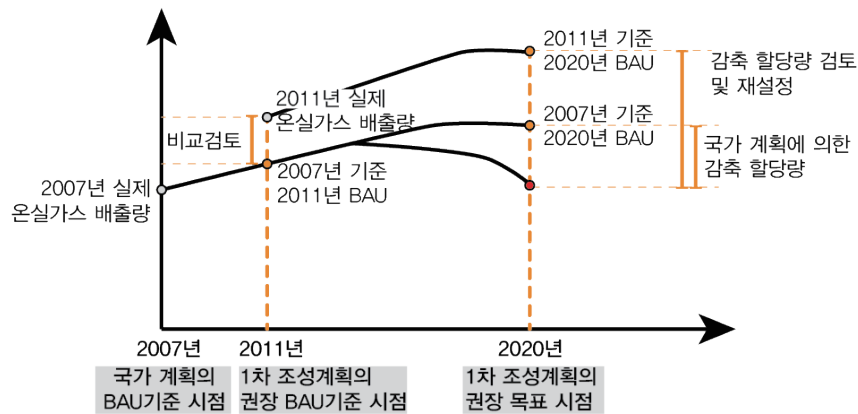 2011년 기준
2020년 BAU
감축 할당량 검토
및 재설정
2011년 실제
온실가스 배출량
비교검토
2007년 기준
2020년 BAU
국가 계획에 의한
감축 할당량
2007년 기준
2011년 BAU
2007년 실제
온실가스 배출량
2007년
2011년
2020년
국가 계획의
BAU기준 시점
1차 조성계획의
권장 BAU기준 시점
1차 조성계획의
권장 목표 시점